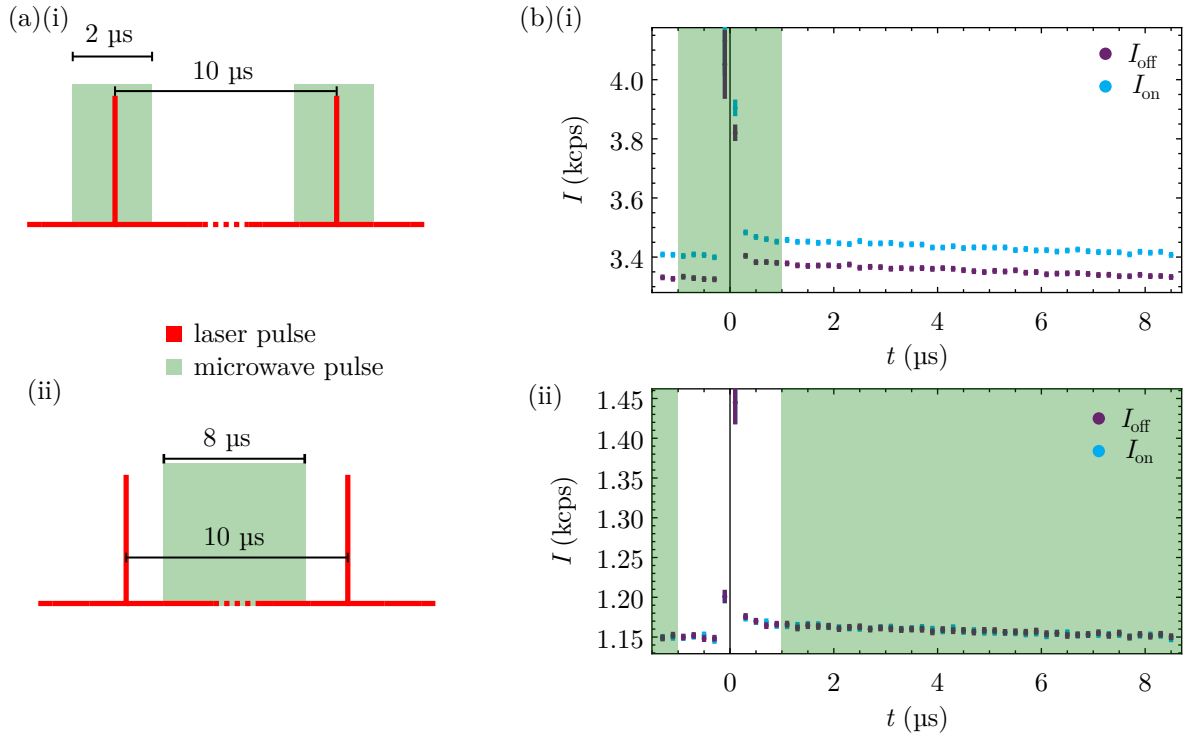 (a)(i)
2 µs
10 µs
laser pulse
microwave pulse
(ii)
8 µs
10 µs
(b)(i)
I (kcps)
4.0
3.8
3.6
3.4
I_off
I_on
0 2 4 6 8
t (µs)
(ii)
I (kcps)
1.45
1.40
1.35
1.30
1.25
1.20
1.15
I_off
I_on
0 2 4 6 8
t (µs)